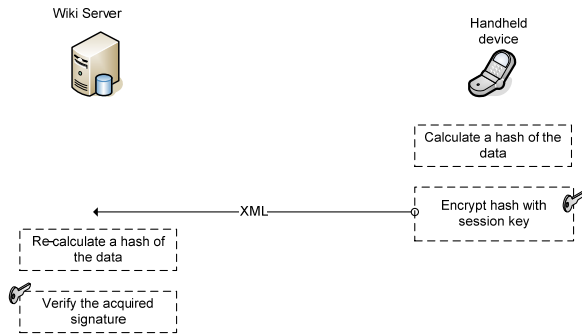 Wiki Server
Handheld
device
Calculate a hash of the
data
Encrypt hash with
session key
XML
Re-calculate a hash of
the data
Verify the acquired
signature